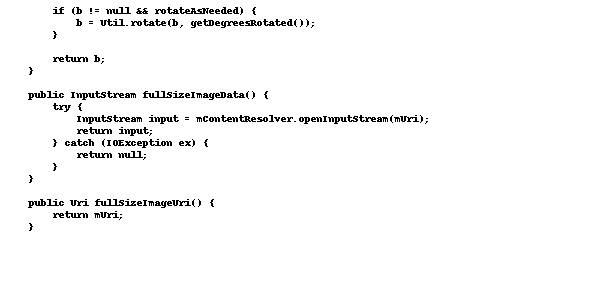 if (b != null && rotateAsNeeded) {
b = Util.rotate(b, getDegreesRotated());
}
return b;
}
public InputStream fullSizeImageData() {
try {
InputStream input = mContentResolver.openInputStream(mUri);
return input;
} catch (IOException ex) {
return null;
}
}
public Uri fullSizeImageUri() {
return mUri;
}